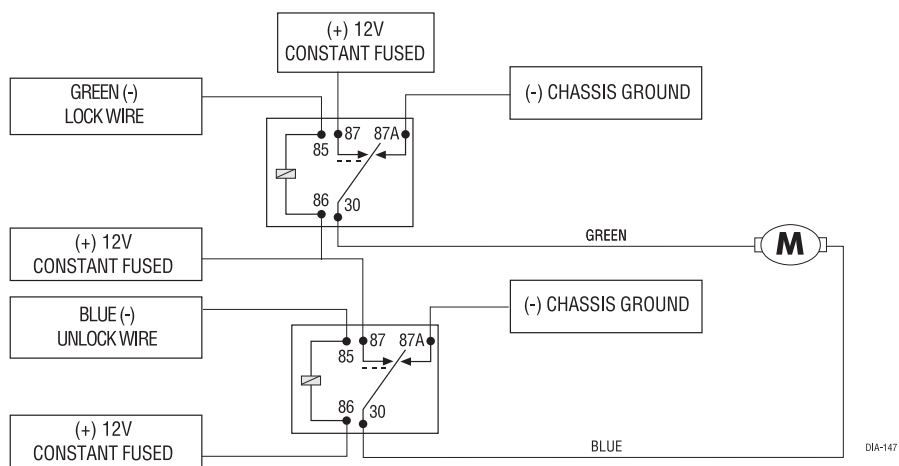 (+) 12V
CONSTANT FUSED
GREEN (-)
LOCK WIRE
(-) CHASSIS GROUND
85
87
87A
86
30
GREEN
M
(+) 12V
CONSTANT FUSED
BLUE (-)
UNLOCK WIRE
(-) CHASSIS GROUND
85
87
87A
86
30
(+) 12V
CONSTANT FUSED
BLUE
DIA-147